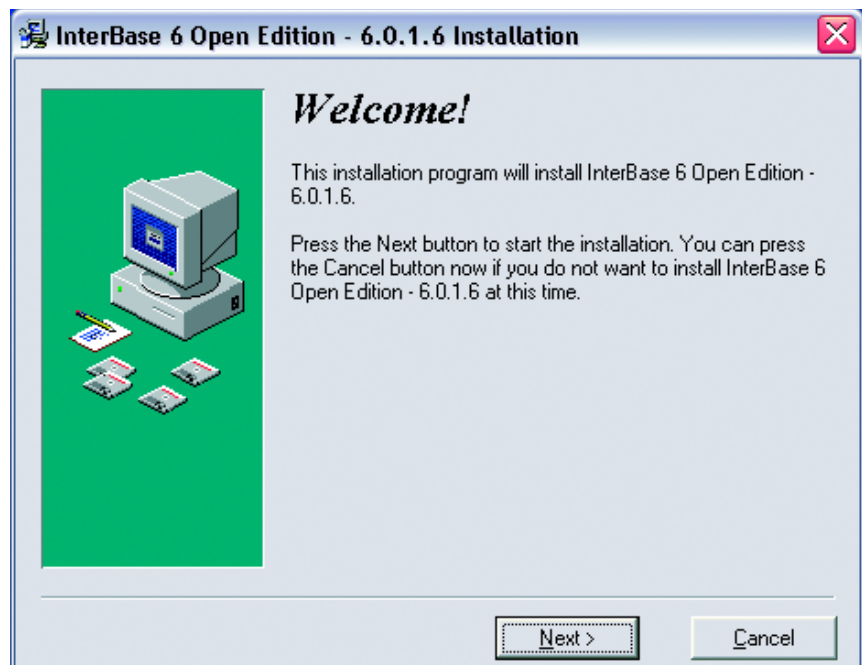 InterBase 6 Open Edition - 6.0.1.6 Installation
Welcome!
This installation program will install InterBase 6 Open Edition -
6.0.1.6.
Press the Next button to start the installation. You can press
the Cancel button now if you do not want to install InterBase 6
Open Edition - 6.0.1.6 at this time.
Next >
Cancel